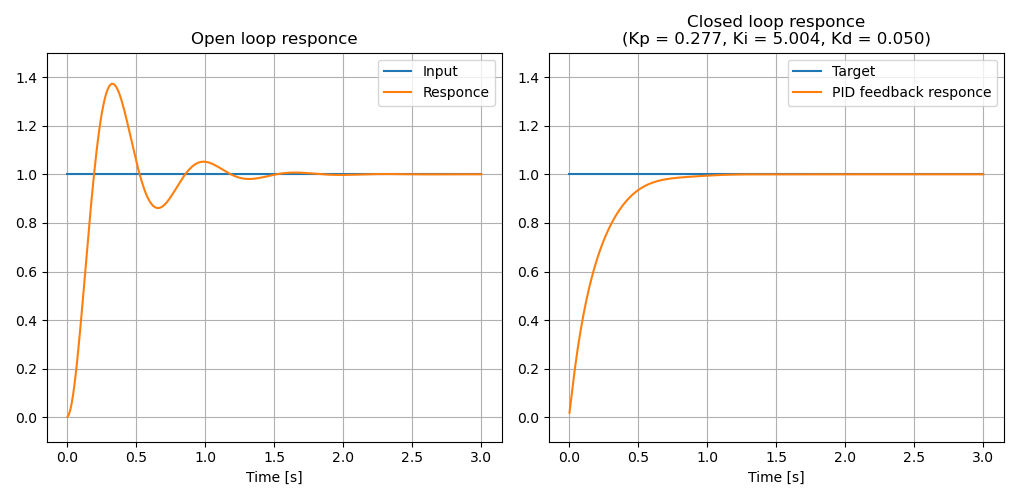 Open loop responce
Input
Responce
1.4
1.2
1.0
0.8
0.6
0.4
0.2
0.0
0.0 0.5 1.0 1.5 2.0 2.5 3.0
Time [s]
Closed loop responce
(Kp = 0.277, Ki = 5.004, Kd = 0.050)
Target
PID feedback responce
1.4
1.2
1.0
0.8
0.6
0.4
0.2
0.0
0.0 0.5 1.0 1.5 2.0 2.5 3.0
Time [s]